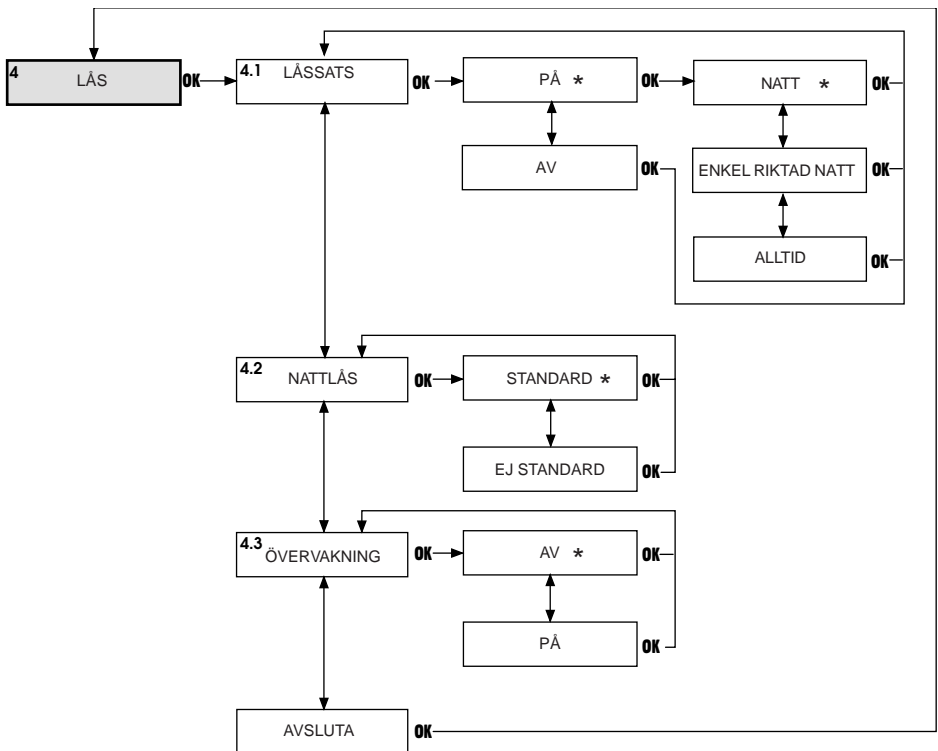 4
LÅS
OK
4.1
LÅSSATS
OK
PÅ *
OK
NATT *
OK
AV
OK
ENKEL RIKTAD NATT
OK
ALLTID
OK
4.2
NATTLÅS
OK
STANDARD *
OK
EJ STANDARD
OK
4.3
ÖVERVAKNING
OK
AV *
OK
PÅ
OK
AVSLUTA
OK